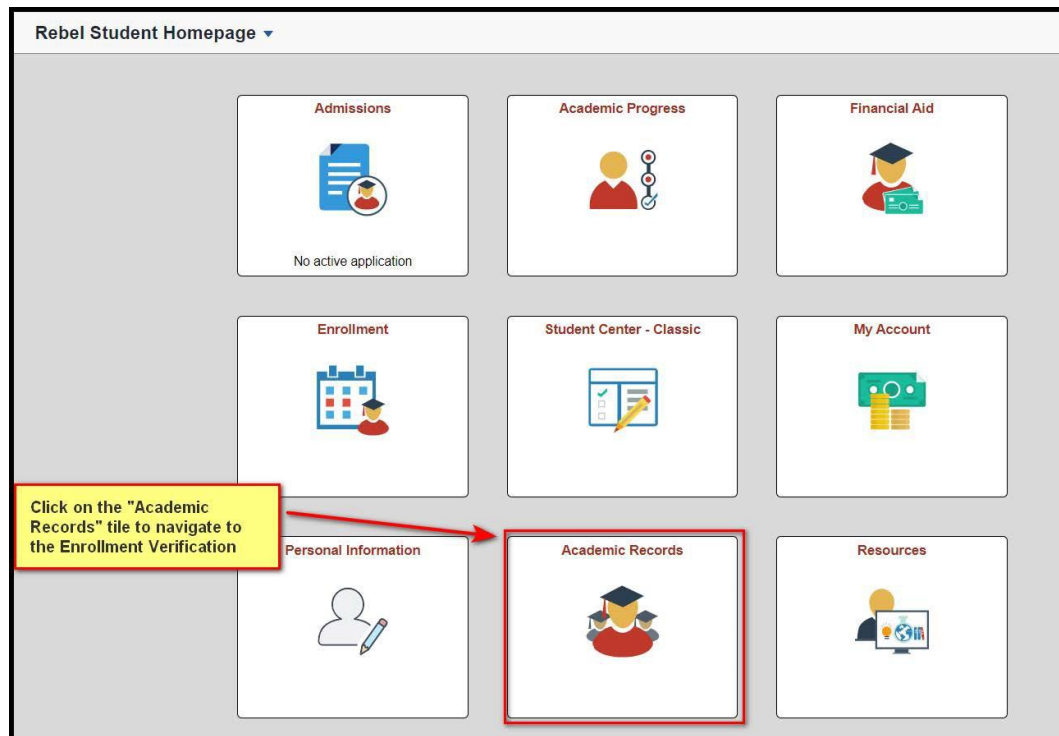 Rebel Student Homepage
Admissions
Academic Progress
Financial Aid
No active application
Enrollment
Student Center - Classic
My Account
Click on the "Academic
Records" tile to navigate to
the Enrollment Verification
Personal Information
Academic Records
Resources